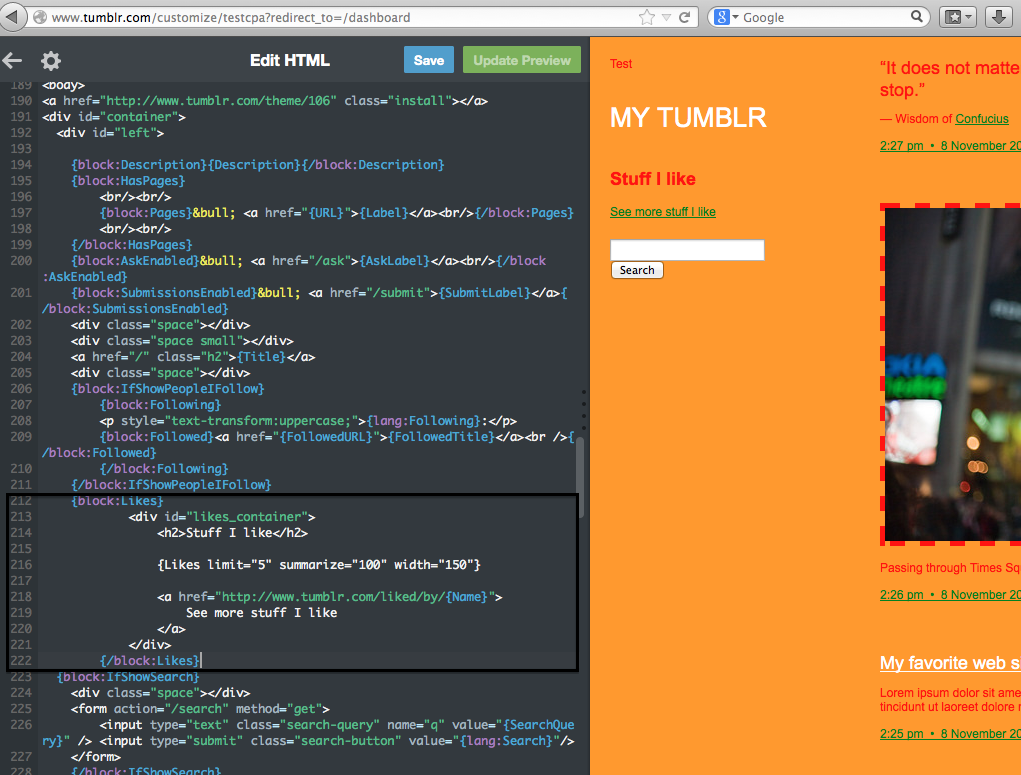 www.tumblr.com/customize/testcpa?redirect_to=/dashboard
Google
Edit HTML
Save
Update Preview
189 <body>
190 <a href="http://www.tumblr.com/theme/106" class="install"></a>
191 <div id="container">
192 <div id="left">
193
194 {block:Description}{Description}{/block:Description}
195 {block:HasPages}
196 <br/><br/>
197 {block:Pages}&bull; <a href="{URL}">{Label}</a><br/>{/block:Pages}
198 <br/><br/>
199 {/block:HasPages}
200 {block:AskEnabled}&bull; <a href="/ask">{AskLabel}</a><br/>{/block
:AskEnabled}
201 {block:SubmissionsEnabled}&bull; <a href="/submit">{SubmitLabel}</a>{
/block:SubmissionsEnabled}
202 <div class="space"></div>
203 <div class="space small"></div>
204 <a href="/" class="h2">{Title}</a>
205 <div class="space"></div>
206 {block:IfShowPeopleIFollow}
207 {block:Following}
208 <p style="text-transform:uppercase;">{lang:Following}:</p>
209 {block:Followed}<a href="{FollowedURL}">{FollowedTitle}</a><br />{
/block:Followed}
210 {/block:Following}
211 {/block:IfShowPeopleIFollow}
212 {block:Likes}
213 <div id="likes_container">
214 <h2>Stuff I like</h2>
215
216 {Likes limit="5" summarize="100" width="150"}
217
218 <a href="http://www.tumblr.com/liked/by/{Name}">
219 See more stuff I like
220 </a>
221 </div>
222 {/block:Likes}
223 {block:IfShowSearch}
224 <div class="space"></div>
225 <form action="/search" method="get">
226 <input type="text" class="search-query" name="q" value="{SearchQue
ry}" /> <input type="submit" class="search-button" value="{lang:Search}"/>
227 </form>
228 {/block:IfShowSearch}
Test
MY TUMBLR
Stuff I like
See more stuff I like
Search
“It does not matte
stop.”
— Wisdom of Confucius
2:27 pm • 8 November 20
Passing through Times Squ
2:26 pm • 8 November 20
My favorite web s
Lorem ipsum dolor sit ame
tincidunt ut laoreet dolore
2:25 pm • 8 November 20